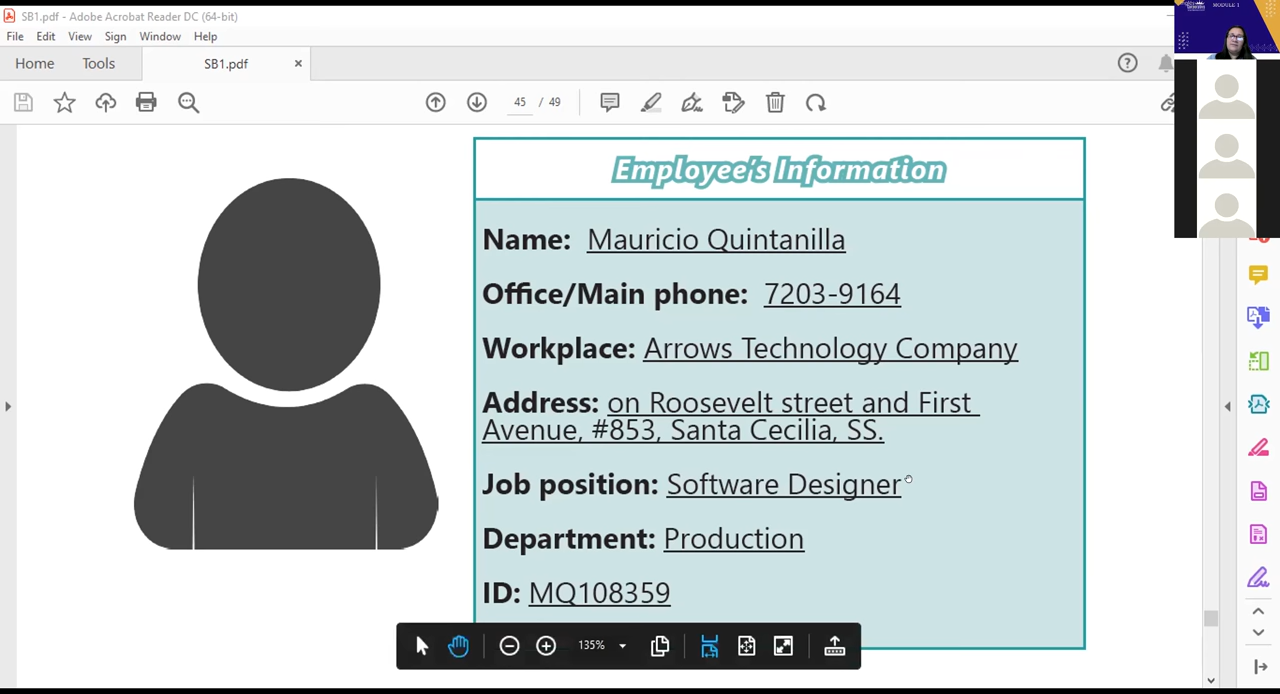 SB1.pdf - Adobe Acrobat Reader DC (64-bit)
File Edit View Sign Window Help
MODULE 1
Home Tools SB1.pdf
45 / 49
Employee's Information
Name: Mauricio Quintanilla
Office/Main phone: 7203-9164
Workplace: Arrows Technology Company
Address: on Roosevelt street and First
Avenue, #853, Santa Cecilia, SS.
Job position: Software Designer
Department: Production
ID: MQ108359
135%